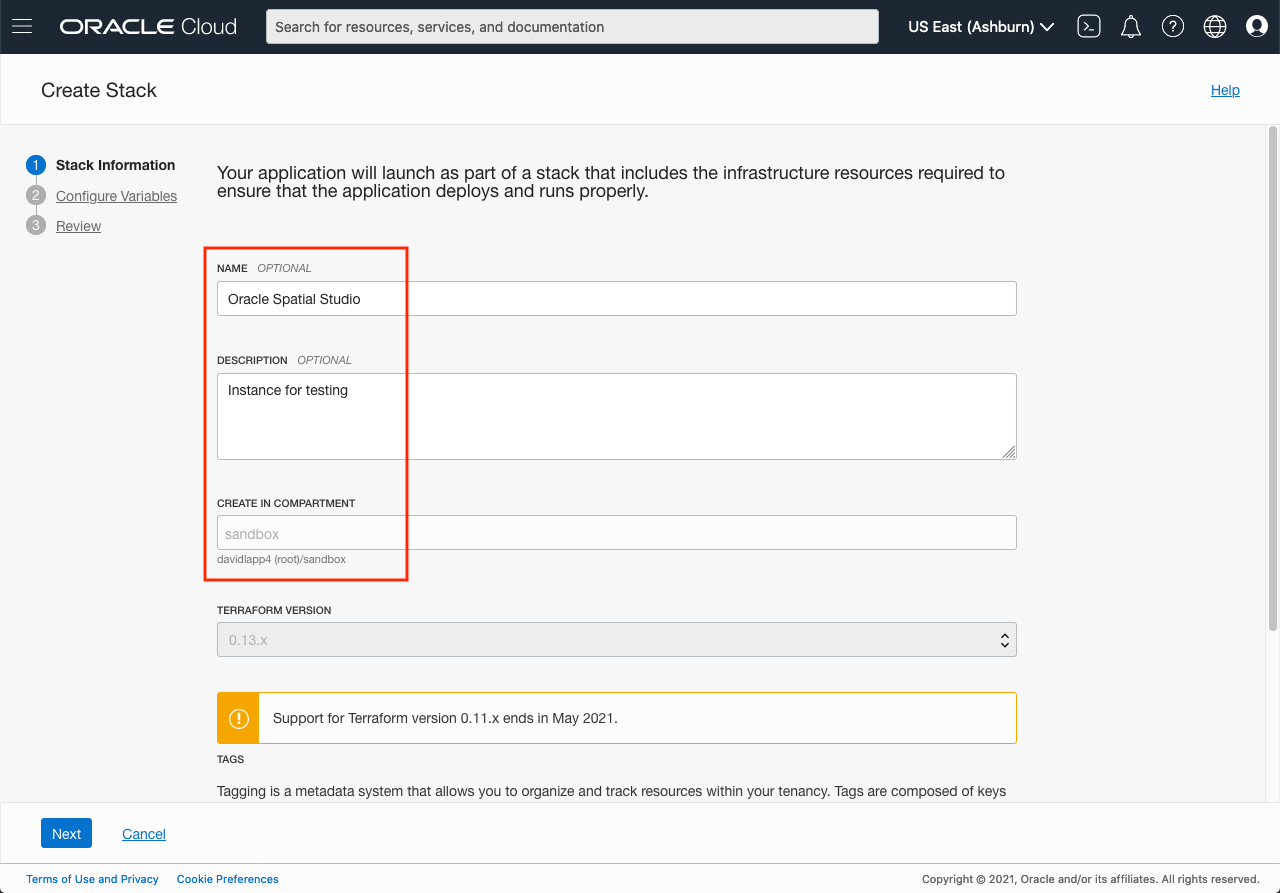 ORACLE Cloud
Search for resources, services, and documentation
US East (Ashburn)
Create Stack
Help
1 Stack Information
2 Configure Variables
3 Review
Your application will launch as part of a stack that includes the infrastructure resources required to
ensure that the application deploys and runs properly.
NAME OPTIONAL
Oracle Spatial Studio
DESCRIPTION OPTIONAL
Instance for testing
CREATE IN COMPARTMENT
sandbox
davidlapp4 (root)/sandbox
TERRAFORM VERSION
0.13.x
Support for Terraform version 0.11.x ends in May 2021.
TAGS
Tagging is a metadata system that allows you to organize and track resources within your tenancy. Tags are composed of keys
Next
Cancel
Terms of Use and Privacy
Cookie Preferences
Copyright © 2021, Oracle and/or its affiliates. All rights reserved.